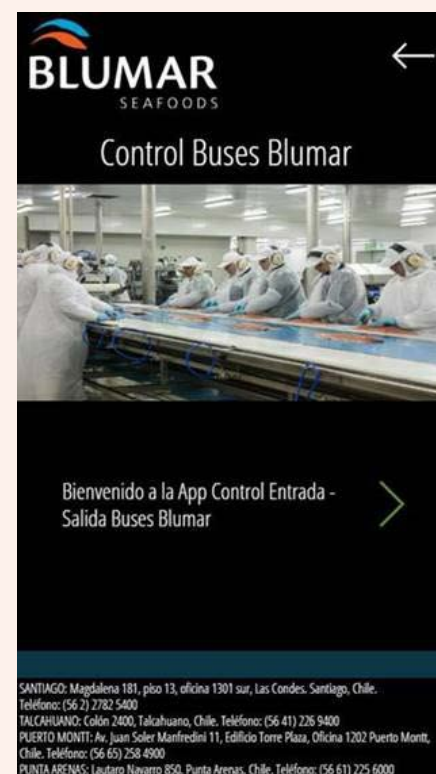 BLUMAR
SEAFOODS
Control Buses Blumar
Bienvenido a la App Control Entrada -
Salida Buses Blumar
SANTIAGO: Magdalena 181, piso 13, oficina 1301 sur, Las Condes. Santiago, Chile.
Teléfono: (56 2) 2782 5400
TALCAHUANO: Colón 2400, Talcahuano, Chile. Teléfono: (56 41) 226 9400
PUERTO MONTT: Av. Juan Soler Manfredini 11, Edificio Torre Plaza, Oficina 1202 Puerto Montt,
Chile. Teléfono: (56 65) 258 4900
PUNTA ARENAS: Lautaro Navarro 850, Punta Arenas, Chile. Teléfono: (56 61) 225 6000